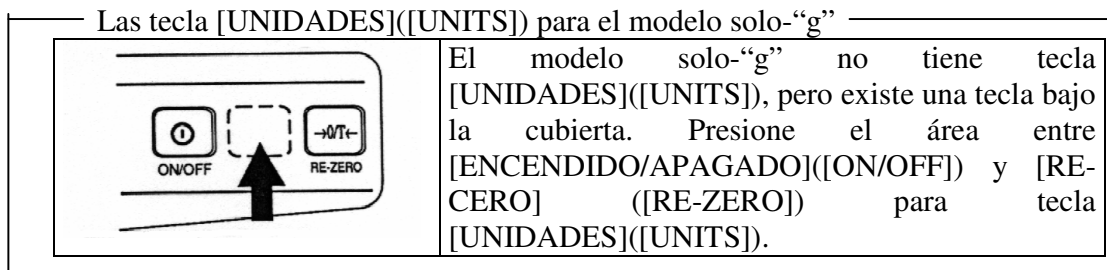 Las tecla [UNIDADES]([UNITS]) para el modelo solo-“g”
ON/OFF
→0/T←
RE-ZERO
El modelo solo-“g” no tiene tecla
[UNIDADES]([UNITS]), pero existe una tecla bajo
la cubierta. Presione el área entre
[ENCENDIDO/APAGADO]([ON/OFF]) y [RE-
CERO] ([RE-ZERO]) para tecla
[UNIDADES]([UNITS]).